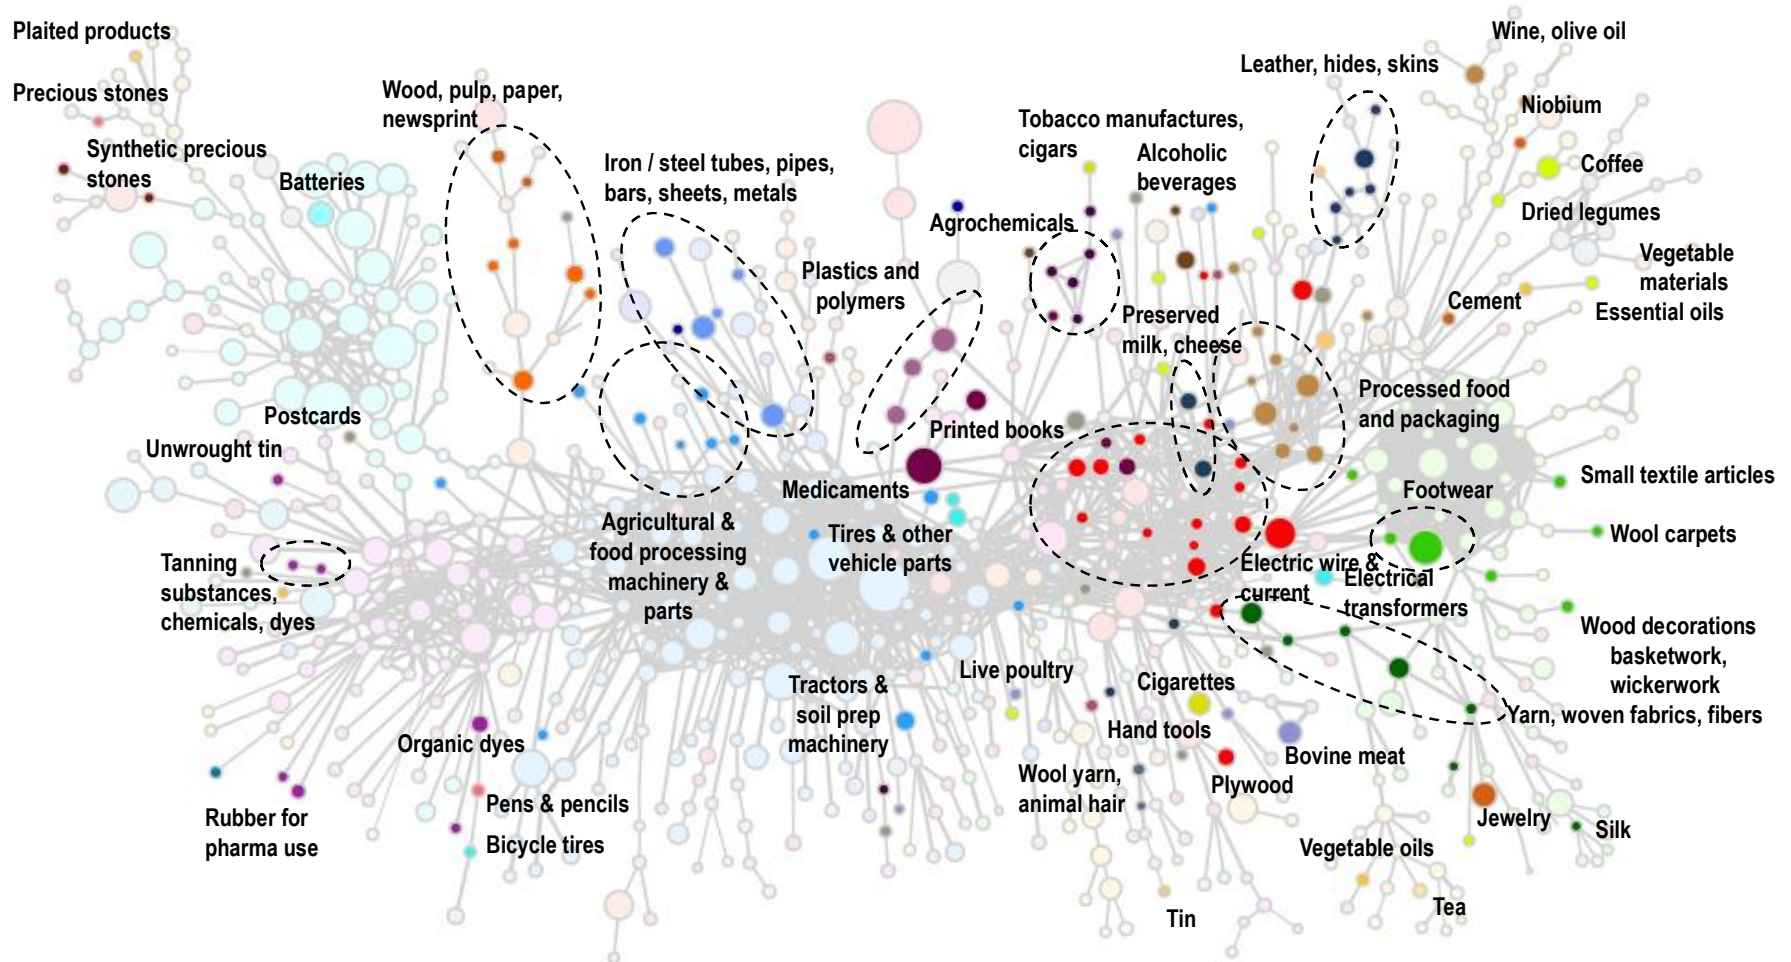 Plaited products
Wine, olive oil
Leather, hides, skins
Precious stones
Wood, pulp, paper,
newsprint
Niobium
Tobacco manufactures,
cigars
Synthetic precious
stones
Iron / steel tubes, pipes,
bars, sheets, metals
Alcoholic
beverages
Coffee
Batteries
Dried legumes
Agrochemicals
Vegetable
materials
Plastics and
polymers
Cement
Essential oils
Preserved
milk, cheese
Processed food
and packaging
Postcards
Printed books
Unwrought tin
Small textile articles
Medicaments
Footwear
Agricultural &
food processing
machinery &
parts
Tires & other
vehicle parts
Wool carpets
Tanning
substances,
chemicals, dyes
Electric wire &
current
Electrical
transformers
Wood decorations
basketwork,
wickerwork
Live poultry
Tractors &
soil prep
machinery
Cigarettes
Yarn, woven fabrics, fibers
Hand tools
Organic dyes
Bovine meat
Wool yarn,
animal hair
Plywood
Pens & pencils
Rubber for
pharma use
Jewelry
Silk
Bicycle tires
Vegetable oils
Tea
Tin